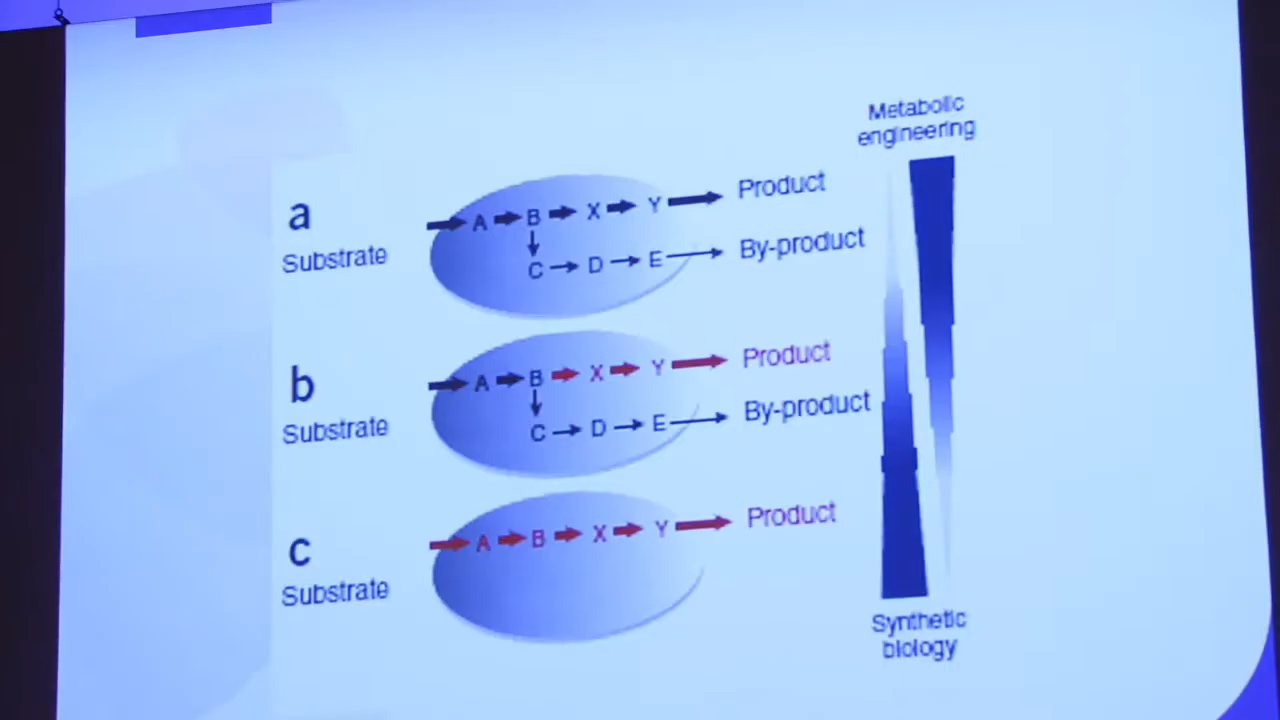 Metabolic
engineering
a
Substrate
A B X Y Product
C D E By-product
b
Substrate
A B X Y Product
C D E By-product
c
Substrate
A B X Y Product
Synthetic
biology